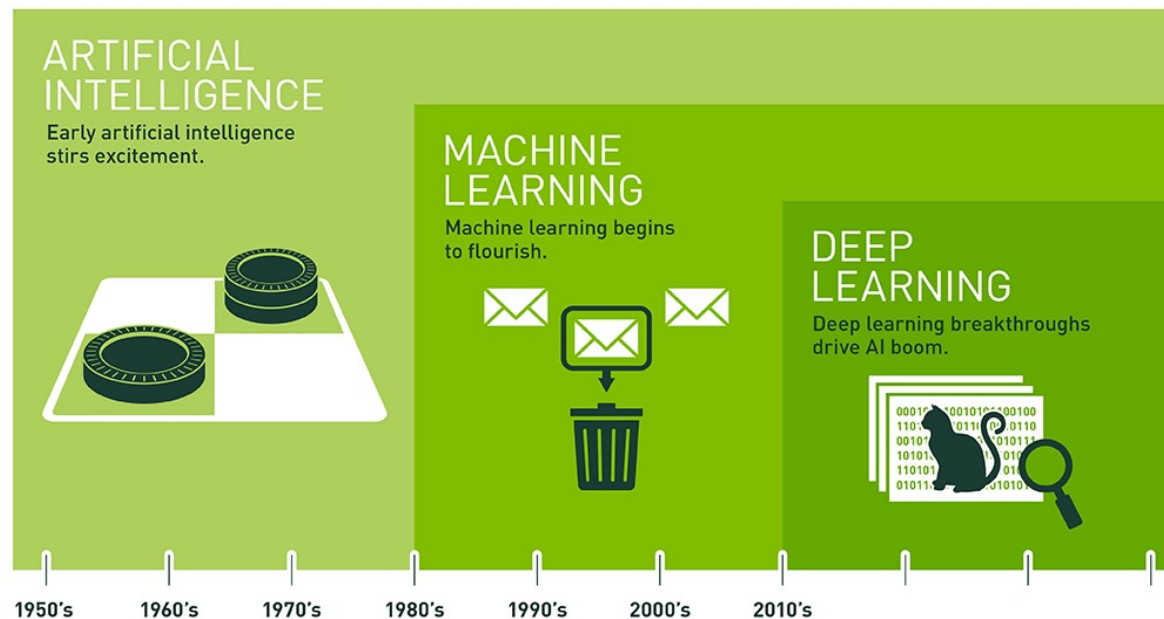 ARTIFICIAL
INTELLIGENCE
Early artificial intelligence
stirs excitement.
MACHINE
LEARNING
Machine learning begins
to flourish.
DEEP
LEARNING
Deep learning breakthroughs
drive AI boom.
1950's 1960's 1970's 1980's 1990's 2000's 2010's